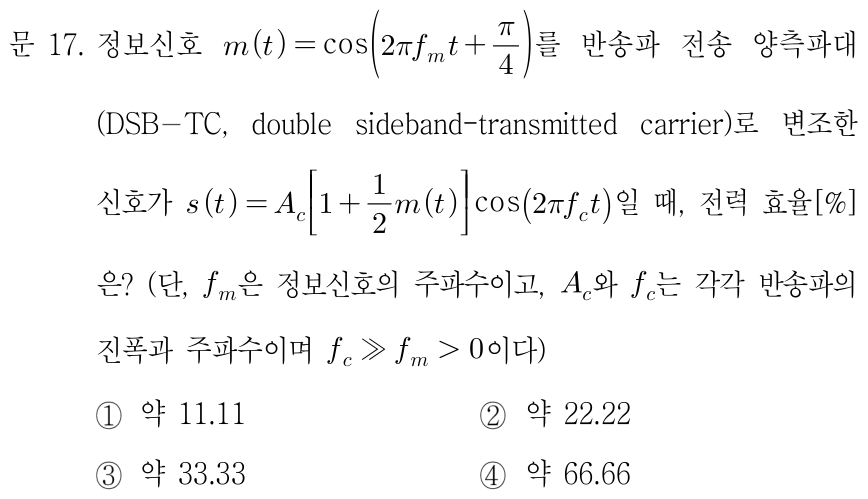 문 17. 정보신호 m(t)=cos(2πf_m t+π/4)를 반송파 전송 양측파대
(DSB-TC, double sideband-transmitted carrier)로 변조한
신호가 s(t)=A_c[1+1/2 m(t)]cos(2πf_c t)일 때, 전력 효율[%]
은? (단, f_m은 정보신호의 주파수이고, A_c와 f_c는 각각 반송파의
진폭과 주파수이며 f_c ≫ f_m > 0이다)
① 약 11.11 ② 약 22.22
③ 약 33.33 ④ 약 66.66